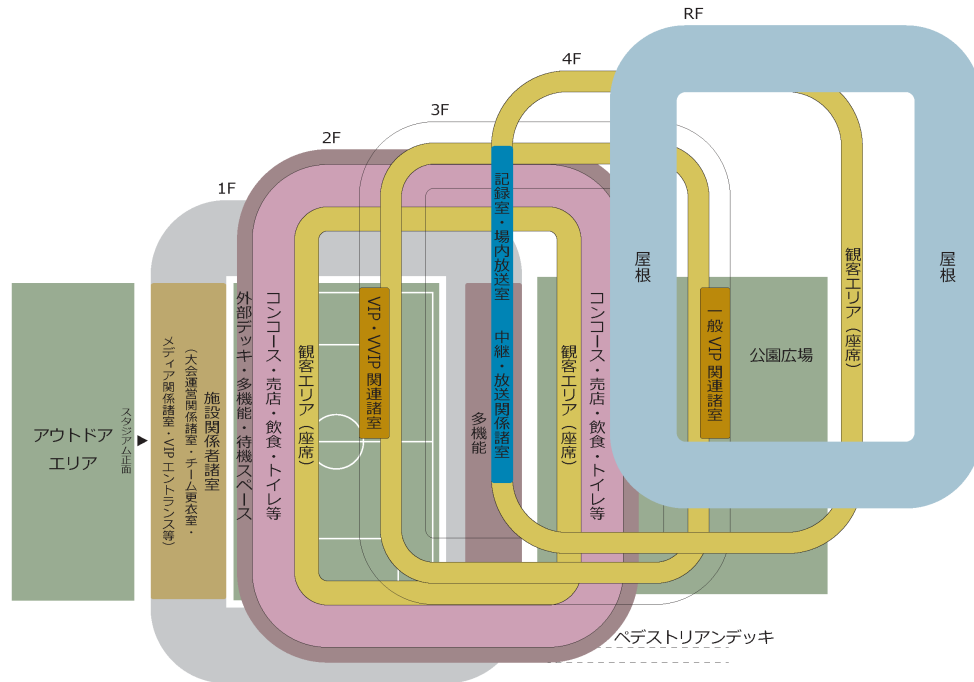 RF
4F
3F
2F
1F
アウトドア
エリア
スタジアム正面
施設関係者諸室
（大会運営関係諸室・チーム更衣室・
メディア関係諸室・VIPエントランス等）
外部デッキ・多機能・待機スペース
コンコース・売店・飲食・トイレ等
観客エリア（座席）
VIP・VVIP関連諸室
多機能
記録室・場内放送室
中継・放送関係諸室
観客エリア（座席）
コンコース・売店・飲食・トイレ等
屋根
一般VIP関連諸室
公園広場
観客エリア（座席）
屋根
ペデストリアンデッキ